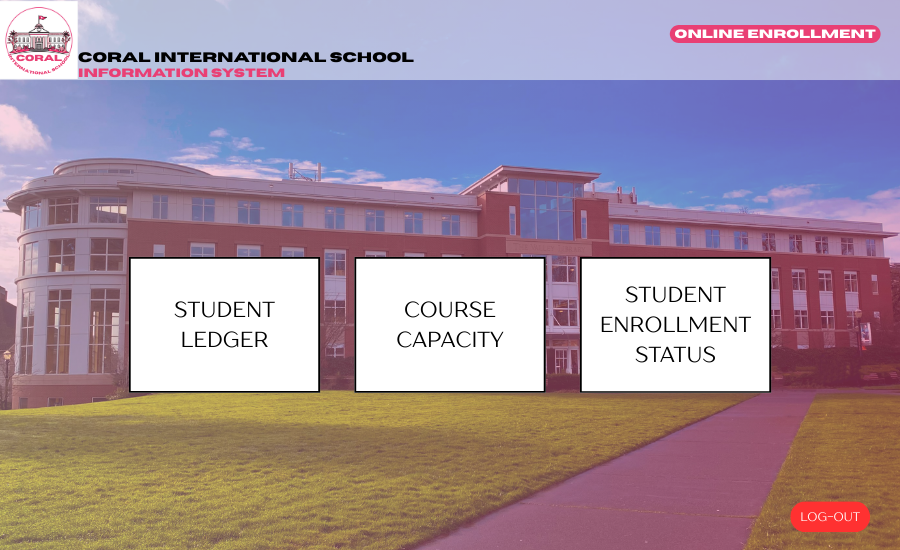 CORAL
INTERNATIONAL SCHOOL
CORAL INTERNATIONAL SCHOOL
INFORMATION SYSTEM
ONLINE ENROLLMENT
STUDENT
LEDGER
COURSE
CAPACITY
STUDENT
ENROLLMENT
STATUS
LOG-OUT